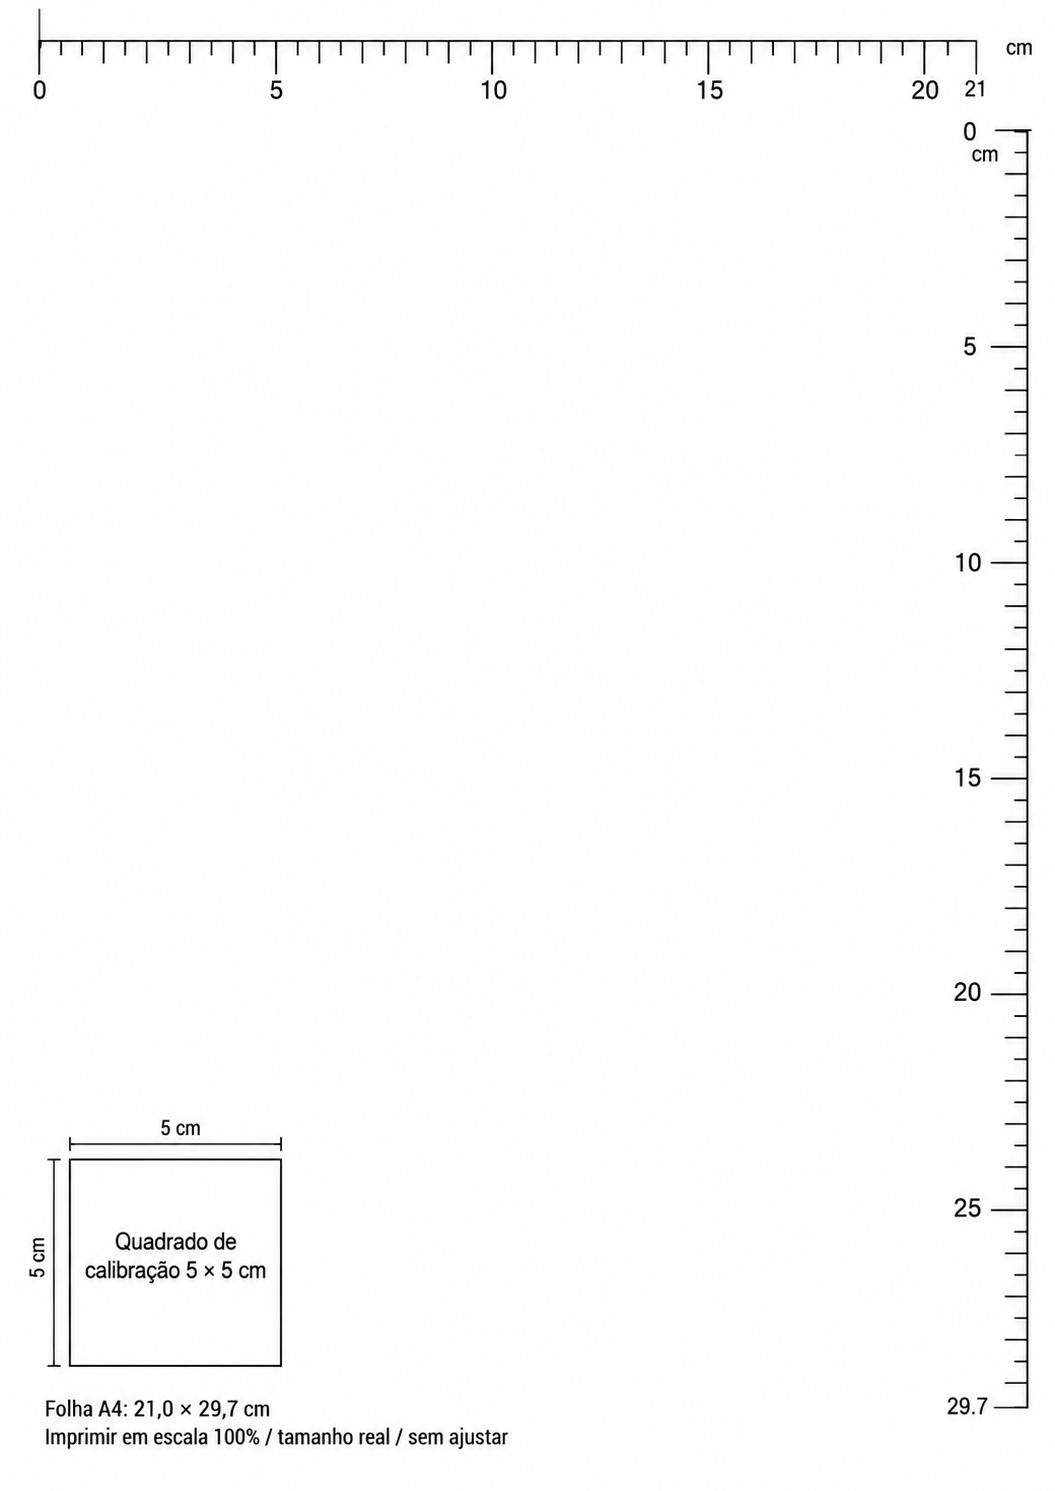 cm
0 5 10 15 20 21
0
cm
5
10
15
20
25
29.7
5 cm
5 cm
Quadrado de
calibração 5 × 5 cm
Folha A4: 21,0 × 29,7 cm
Imprimir em escala 100% / tamanho real / sem ajustar